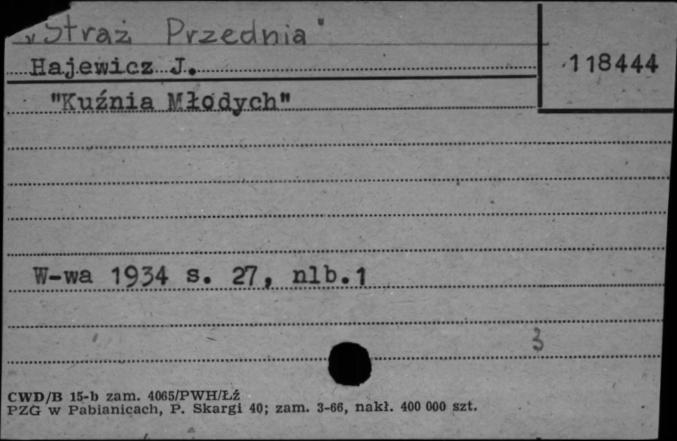 „Straż Przednia"
Hajewicz J.
118444
"Kuźnia Młodych"
W-wa 1934 s. 27, nlb.1
3
CWD/B 15-b zam. 4065/PWH/ŁŹ
PZG w Pabianicach, P. Skargi 40; zam. 3-66, nakł. 400 000 szt.